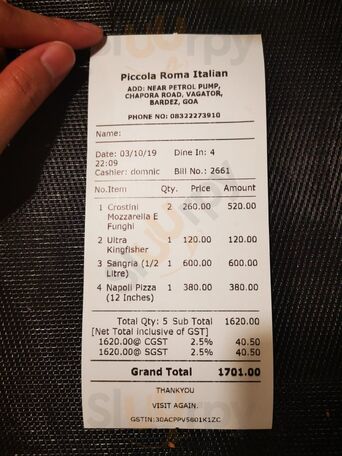 Piccola Roma Italian
ADD: NEAR PETROL PUMP,
CHAPORA ROAD, VAGATOR,
BARDEZ, GOA
PHONE NO: 08322273910
Name:
Date: 03/10/19 Dine In: 4
22:09
Cashier: domnic Bill No.: 2661
No.Item Qty. Price Amount
1 Crostini 2 260.00 520.00
Mozzarella E
Funghi
2 Ultra 1 120.00 120.00
Kingfisher
3 Sangria (1/2 1 600.00 600.00
Litre)
4 Napoli Pizza 1 380.00 380.00
(12 Inches)
Total Qty: 5 Sub Total 1620.00
[Net Total inclusive of GST]
1620.00@ CGST 2.5% 40.50
1620.00@ SGST 2.5% 40.50
Grand Total 1701.00
THANKYOU
VISIT AGAIN.
GSTIN:30ACPPV5601K1ZC